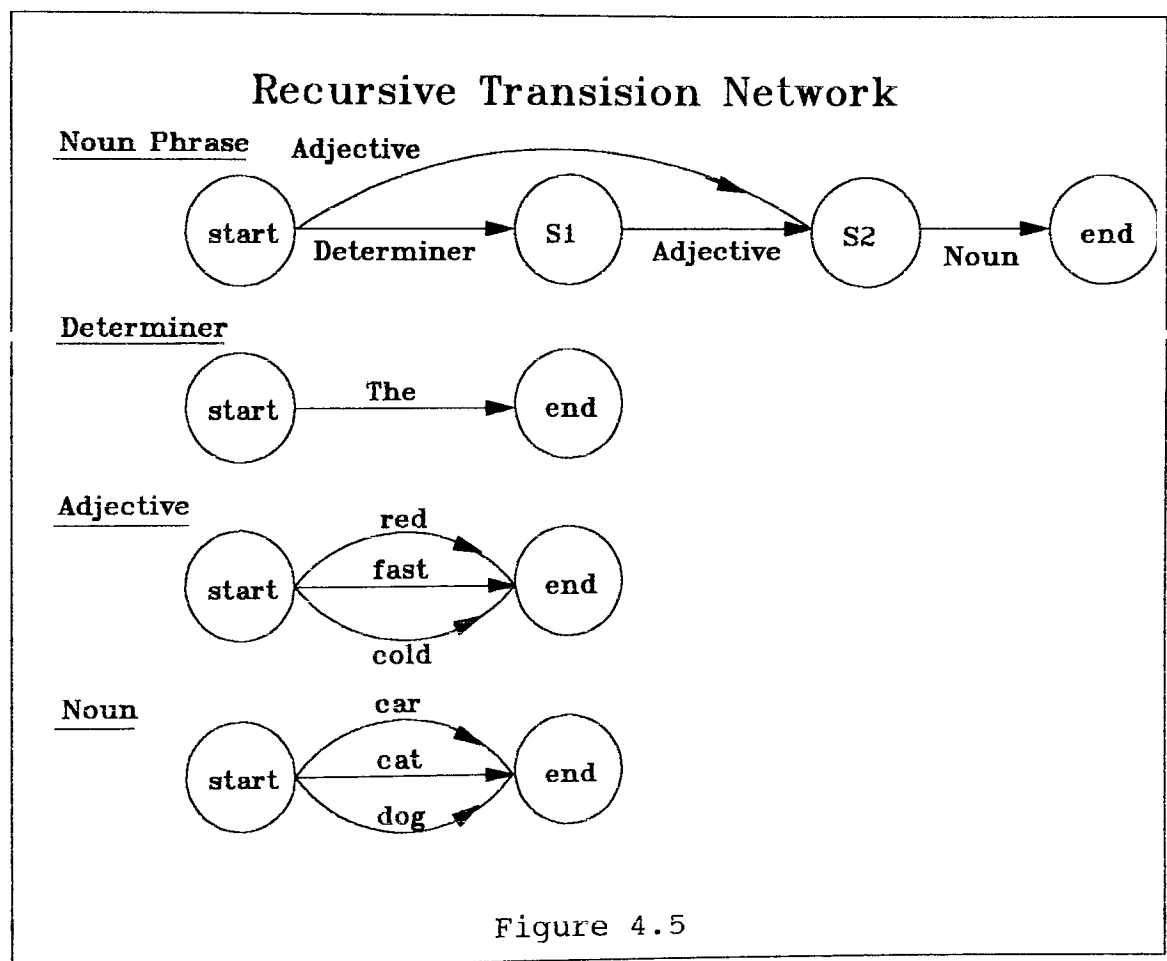 Recursive Transision Network
Noun Phrase
Adjective
start
S1
S2
end
Determiner
Adjective
Noun
Determiner
start
The
end
Adjective
start
red
fast
cold
end
Noun
start
car
cat
dog
end
Figure 4.5